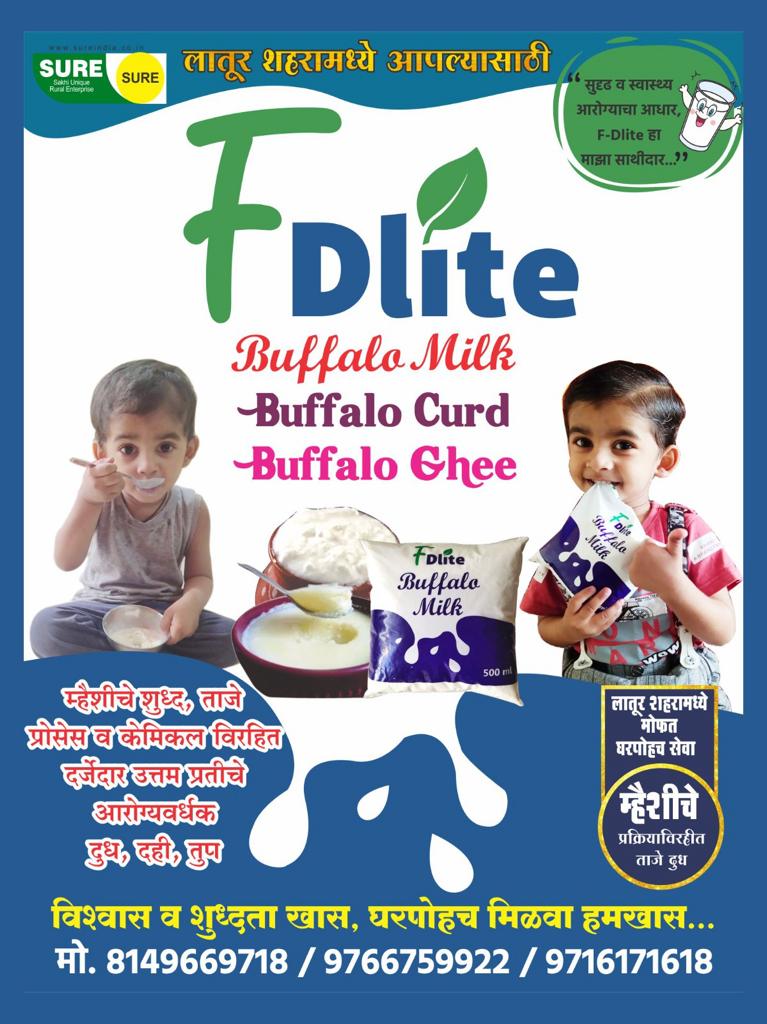 www.sureindia.co.in
SURE
Sakhi Unique
Rural Enterprise
SURE
लातूर शहरामध्ये आपल्यासाठी
“सुदृढ व स्वास्थ्य
आरोग्याचा आधार,
F-Dlite हा
माझा साथीदार...”
FDlite
Buffalo Milk
Buffalo Curd
Buffalo Ghee
FDlite
Buffalo
Milk
500 ml
FDlite
Buffalo
Milk
म्हैशीचे शुध्द, ताजे
प्रोसेस व केमिकल विरहित
दर्जेदार उत्तम प्रतीचे
आरोग्यवर्धक
दुध, दही, तुप
लातूर शहरामध्ये
मोफत
घरपोहच सेवा
म्हैशीचे
प्रक्रियाविरहीत
ताजे दुध
विश्वास व शुध्दता खास, घरपोहच मिळवा हमखास...
मो. 8149669718 / 9766759922 / 9716171618